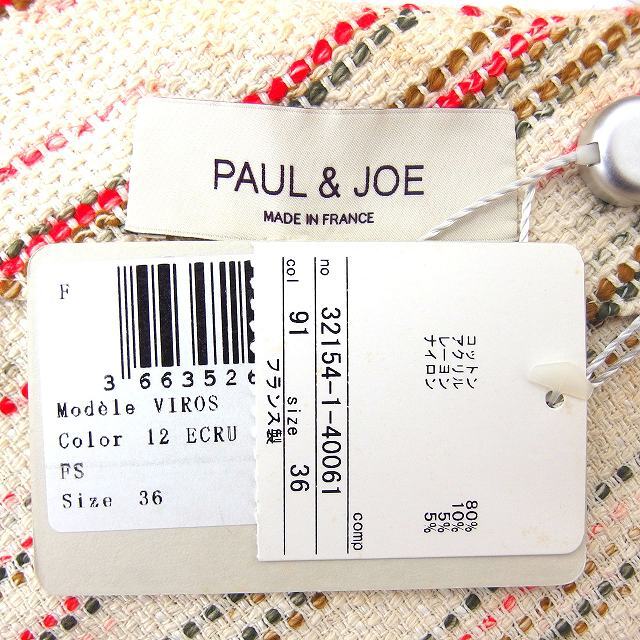 PAUL & JOE
MADE IN FRANCE
F
3 663526
Modèle VIROS
Color 12 ECRU
FS
Size 36
no 32154-1-40061
col 91 size 36
フランス製
comp
コットン 80%
アクリル 10%
レーヨン 5%
ナイロン 5%